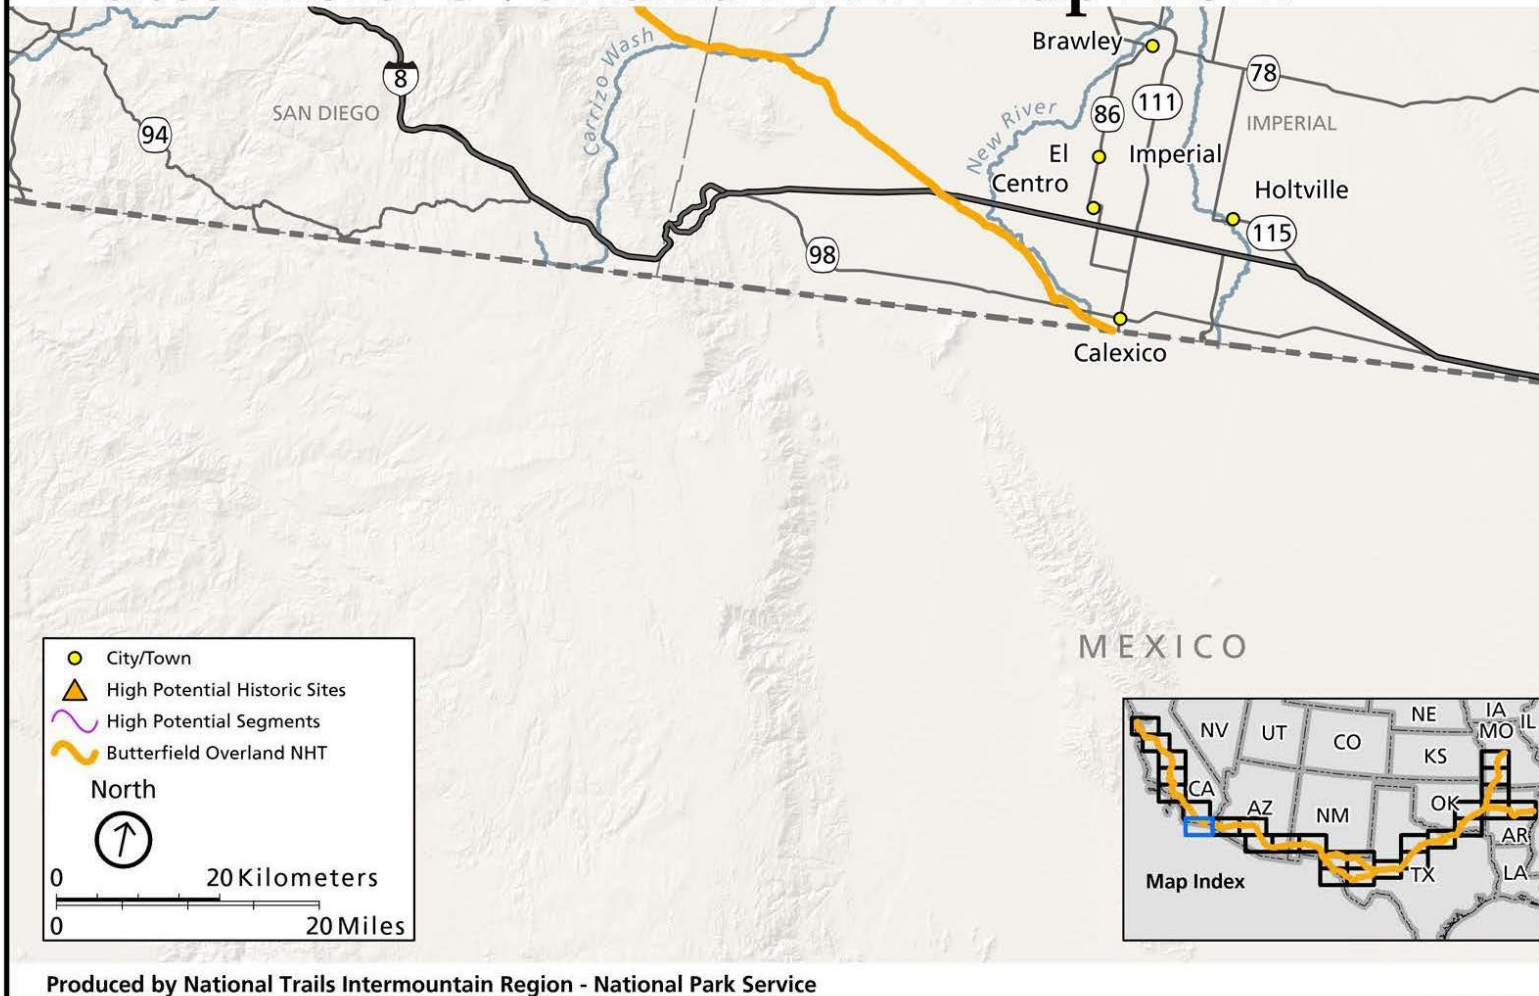 Brawley
78
8
Carrizo Wash
SAN DIEGO
86
111
New River
IMPERIAL
94
El
Centro
Imperial
Holtville
115
98
Calexico
MEXICO
City/Town
High Potential Historic Sites
High Potential Segments
Butterfield Overland NHT
North
0
20 Kilometers
0
20 Miles
NV
UT
CO
NE
IA
MO
IL
KS
CA
AZ
NM
OK
AR
TX
LA
Map Index
Produced by National Trails Intermountain Region - National Park Service